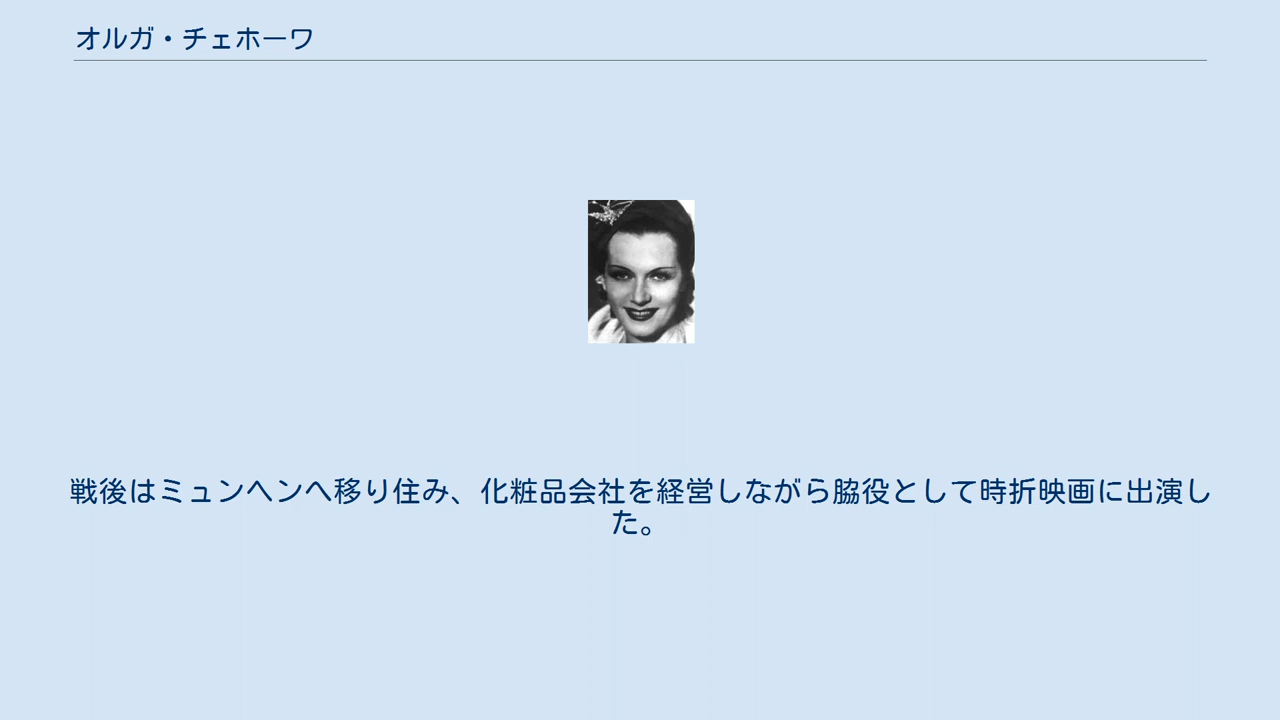 オルガ・チェホーワ
戦後はミュンヘンへ移り住み、化粧品会社を経営しながら脇役として時折映画に出演し
た。